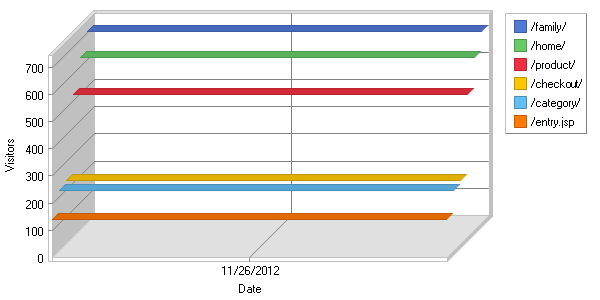 700
600
500
400
300
200
100
0
Visitors
11/26/2012
Date
/family/
/home/
/product/
/checkout/
/category/
/entry.jsp